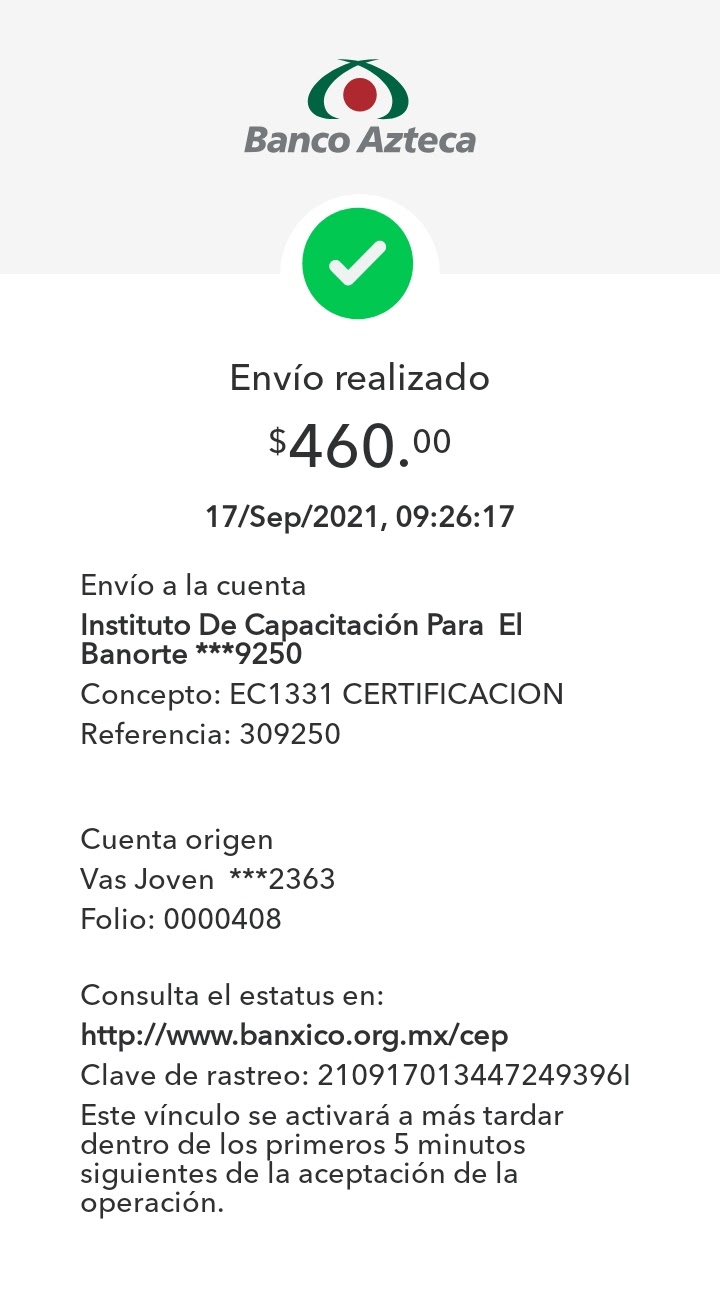 Banco Azteca
Envío realizado
$460.00
17/Sep/2021, 09:26:17
Envío a la cuenta
Instituto De Capacitación Para  El
Banorte ***9250
Concepto: EC1331 CERTIFICACION
Referencia: 309250
Cuenta origen
Vas Joven  ***2363
Folio: 0000408
Consulta el estatus en:
http://www.banxico.org.mx/cep
Clave de rastreo: 210917013447249396I
Este vínculo se activará a más tardar
dentro de los primeros 5 minutos
siguientes de la aceptación de la
operación.